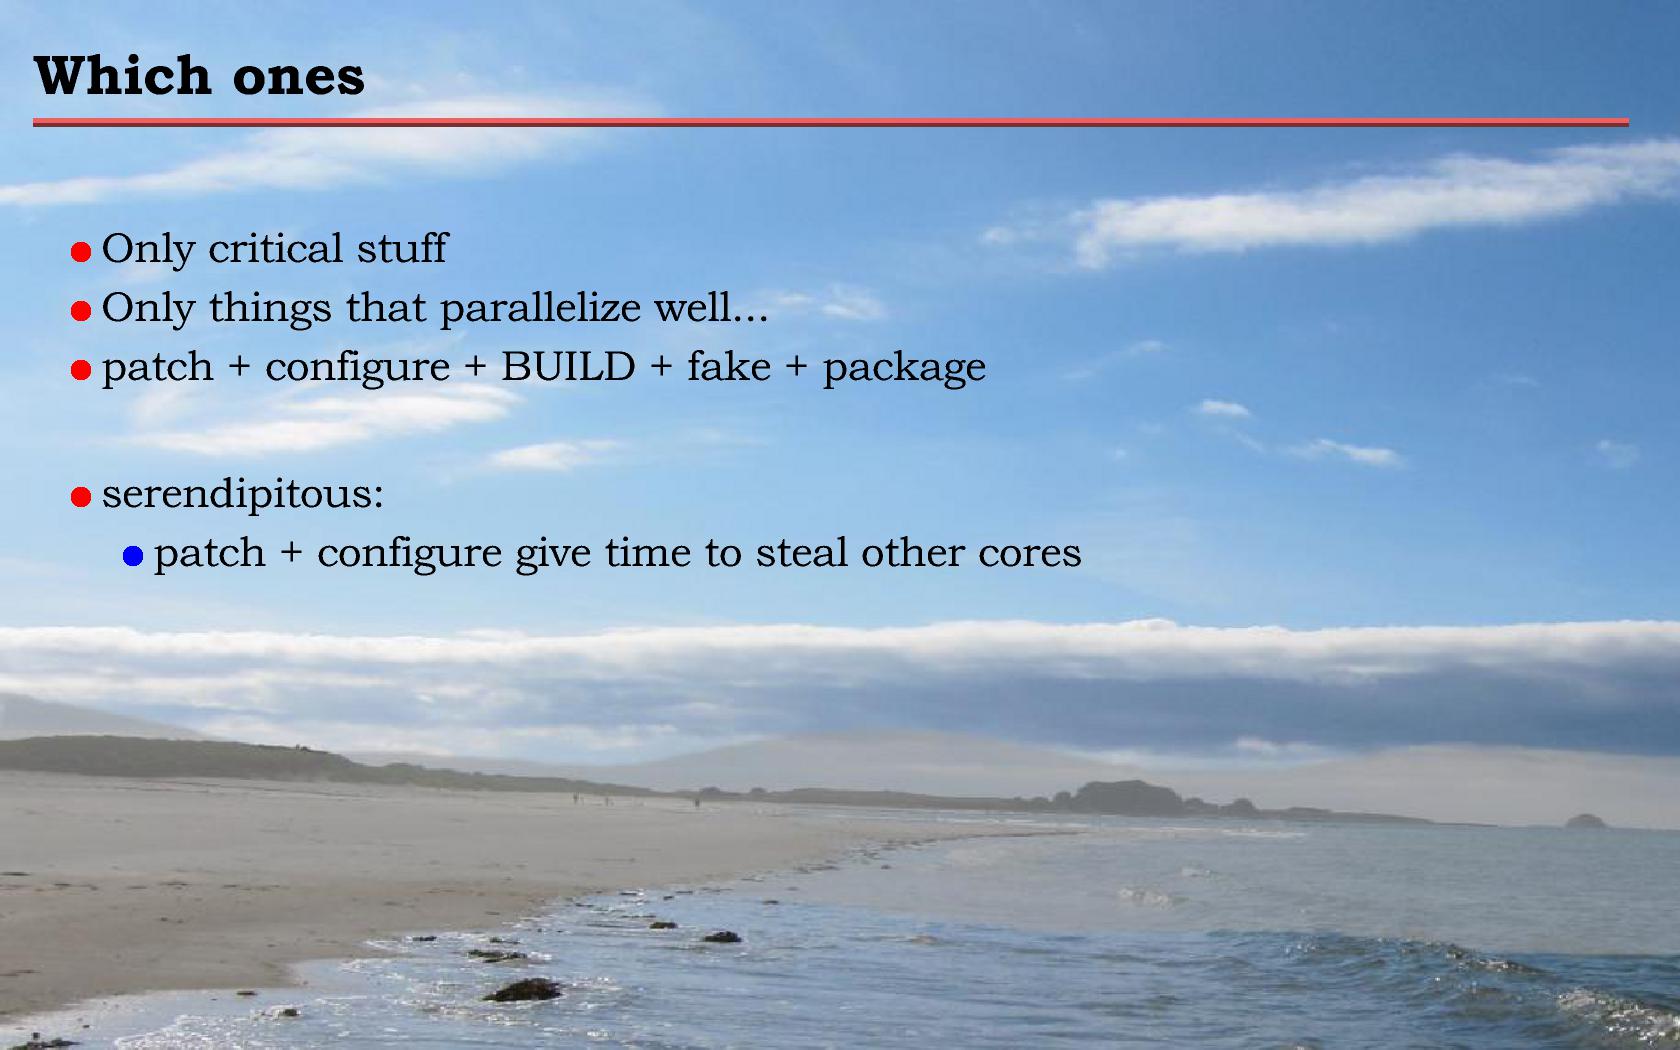 Which ones
Only critical stuff
Only things that parallelize well...
patch + configure + BUILD + fake + package
serendipitous:
patch + configure give time to steal other cores